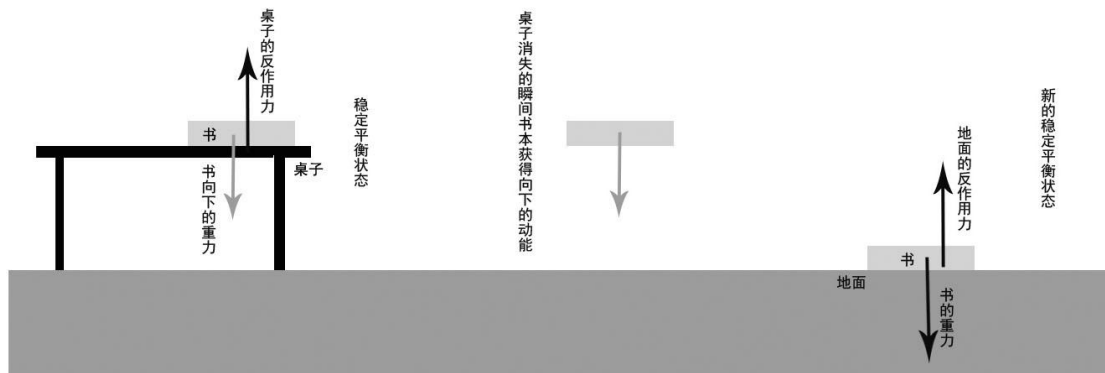 桌子的反作用力
书
书向下的重力
桌子
稳定平衡状态
桌子消失的瞬间书本获得向下的动能
书
地面
地面的反作用力
书的重力
新的稳定平衡状态